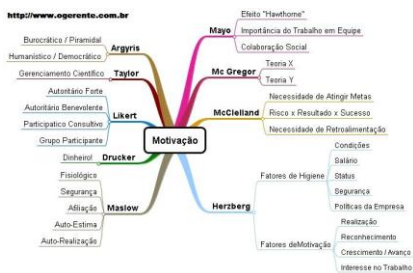 http://www.ogerente.com.br
Motivação
Argyris
Burocrático / Piramidal
Humanístico / Democrático
Taylor
Gerenciamento Científico
Likert
Autoritário Forte
Autoritário Benevolente
Participatico Consultivo
Grupo Participante
Drucker
Dinheirol
Maslow
Fisiológico
Segurança
Afiliação
Auto-Estima
Auto-Realização
Mayo
Efeito "Hawthorne"
Importância do Trabalho em Equipe
Colaboração Social
Mc Gregor
Teoria X
Teoria Y
McClelland
Necessidade de Atingir Metas
Risco x Resultado x Sucesso
Necessidade de Retroalimentação
Herzberg
Fatores de Higiene
Condições
Salário
Status
Segurança
Políticas da Empresa
Fatores deMotivação
Realização
Reconhecimento
Crescimento / Avanço
Interesse no Trabalho